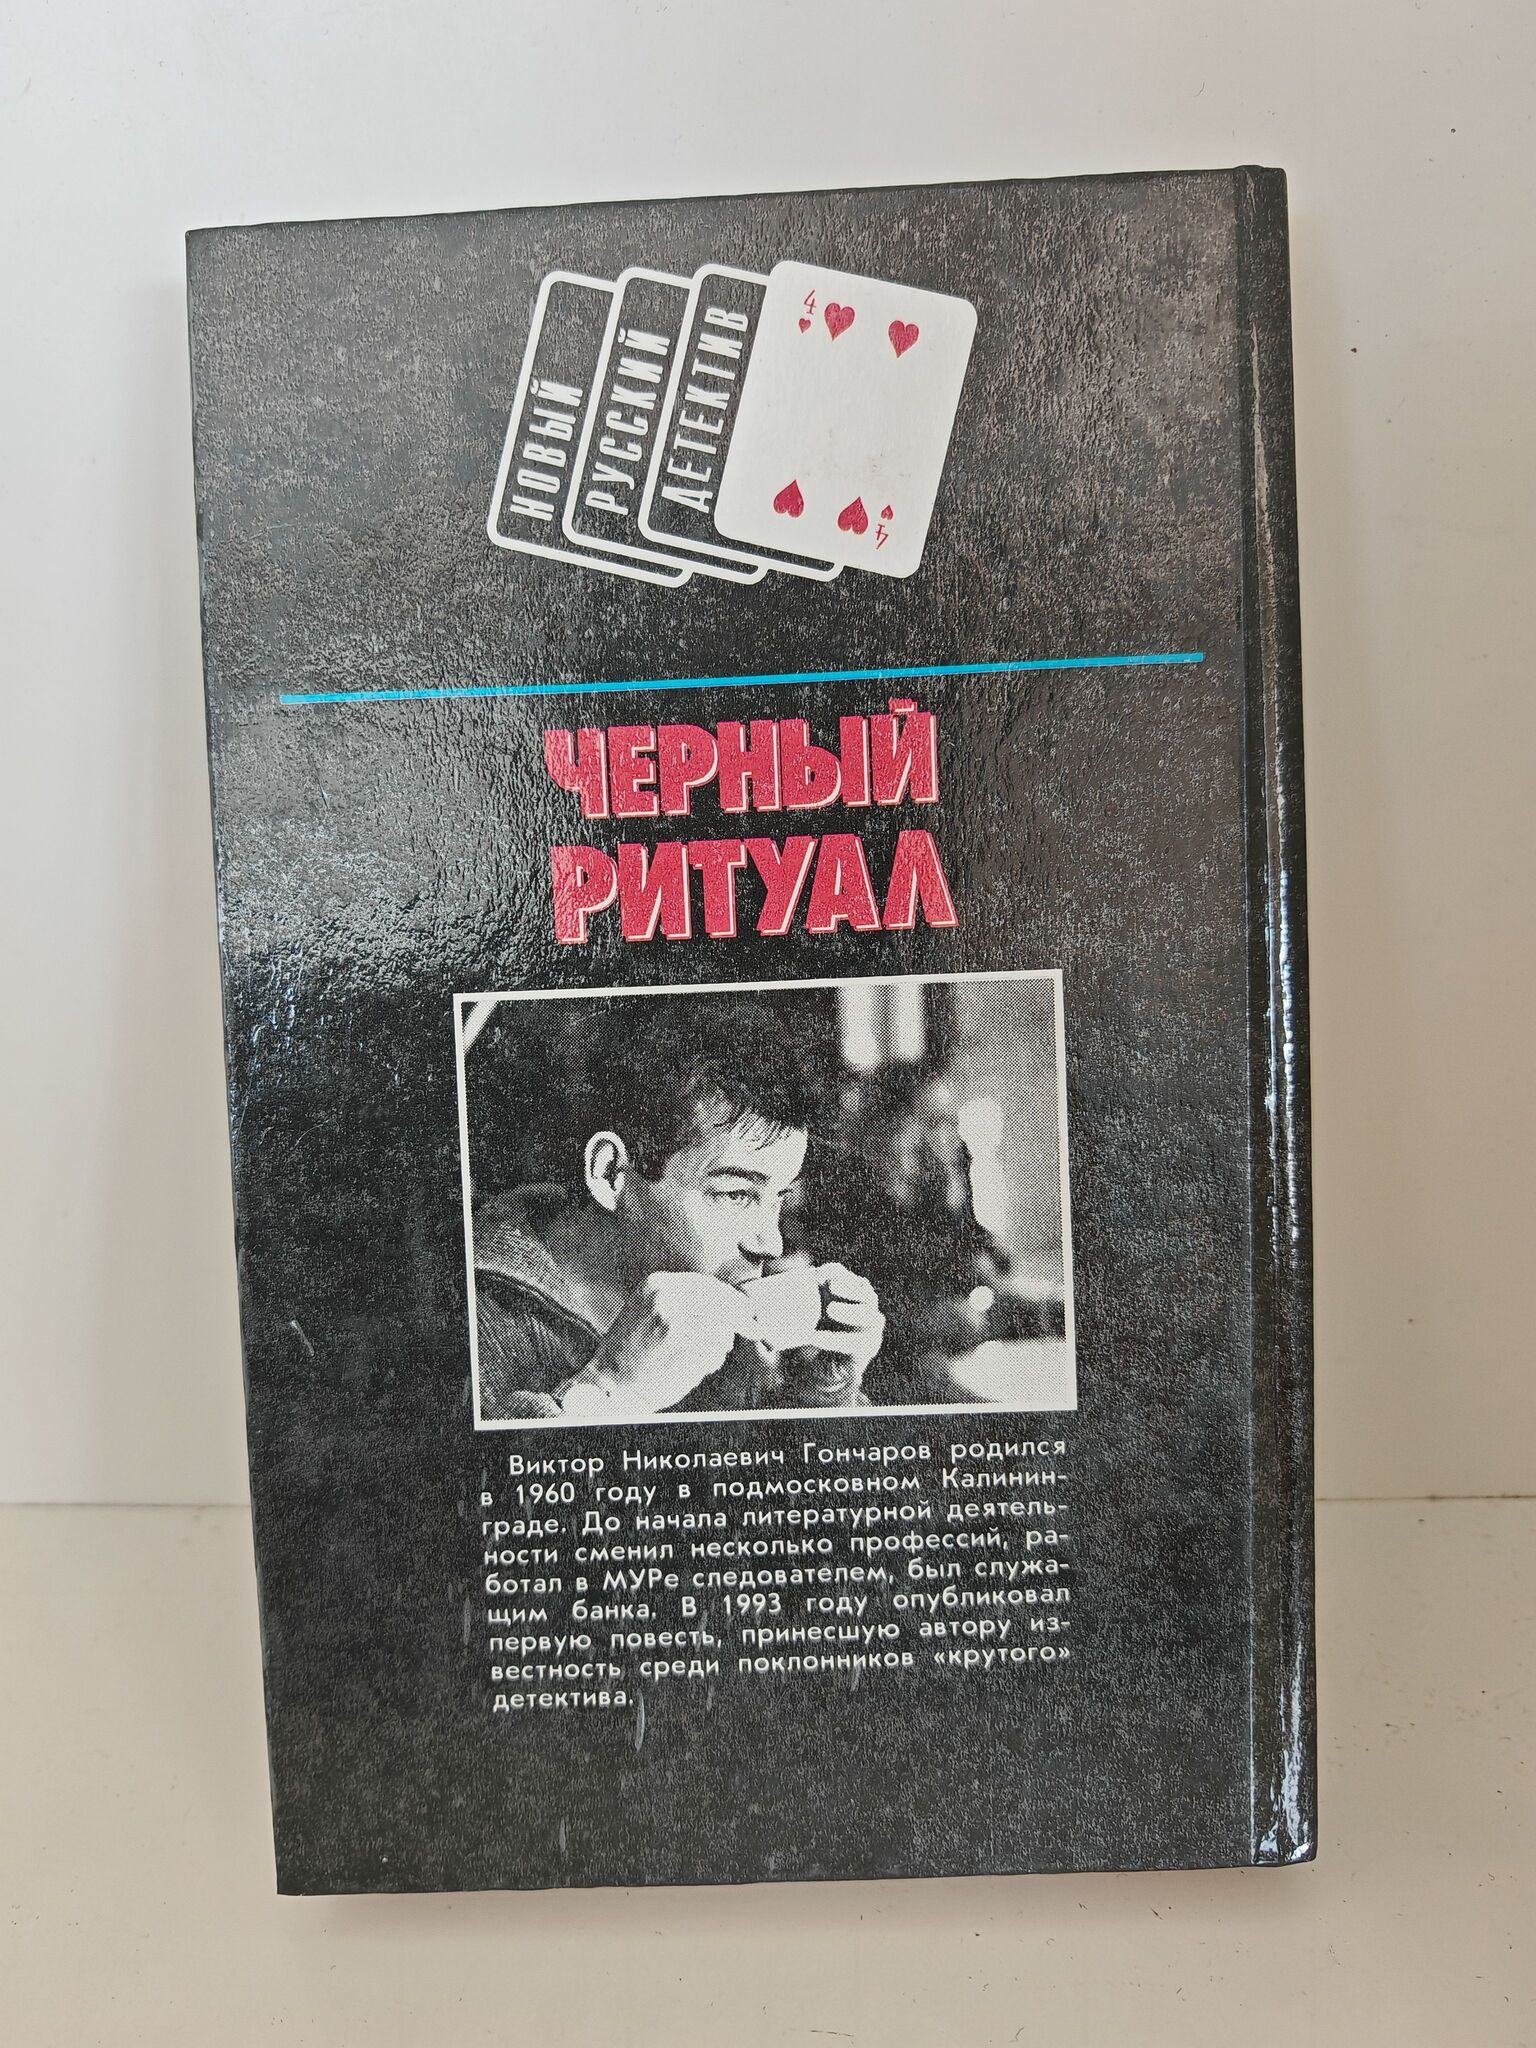 НОВЫЙ
РУССКИЙ
ДЕТЕКТИВ
4
4
ЧЕРНЫЙ
РИТУАЛ
Виктор Николаевич Гончаров родился
в 1960 году в подмосковном Калинин-
граде. До начала литературной деятель-
ности сменил несколько профессий, ра-
ботал в МУРе следователем, был служа-
щим банка. В 1993 году опубликовал
первую повесть, принесшую автору из-
вестность среди поклонников «крутого»
детектива.